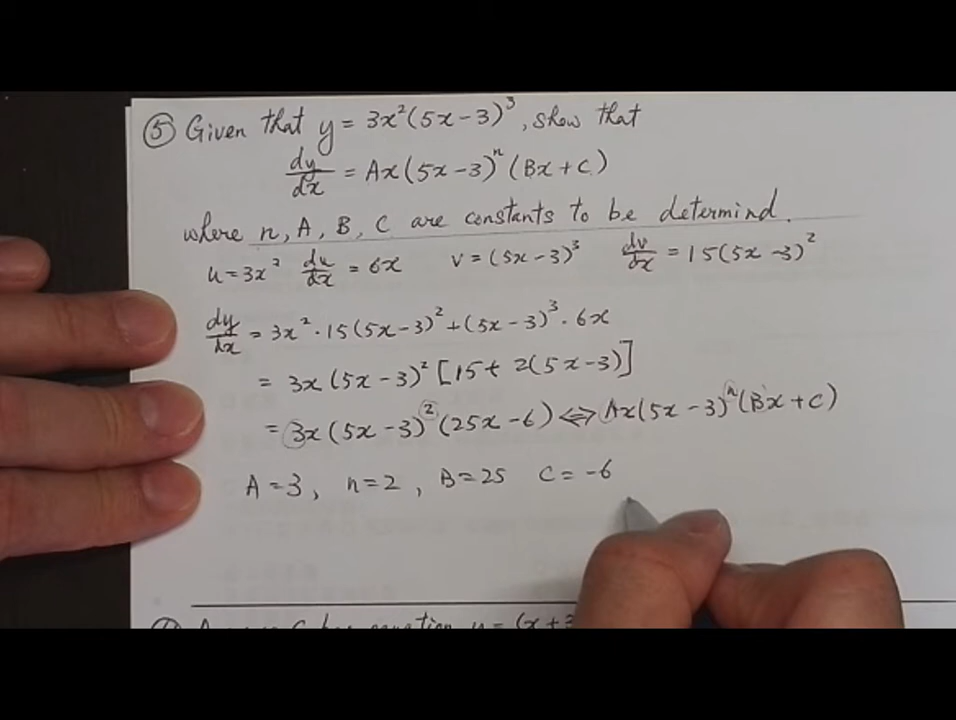 ⑤ Given that y = 3x²(5x-3)³, show that
dy/dx = Ax(5x-3)ⁿ(Bx+C)
where n, A, B, C are constants to be determind.
u=3x² du/dx = 6x v=(5x-3)³ dv/dx = 15(5x-3)²
dy/dx = 3x²·15(5x-3)²+(5x-3)³·6x
= 3x(5x-3)²[15+ 2(5x-3)]
= 3x(5x-3)²(25x-6) ⇔ Ax(5x-3)ⁿ(Bx+C)
A=3, n=2, B=25 C=-6
equation y = (x+3